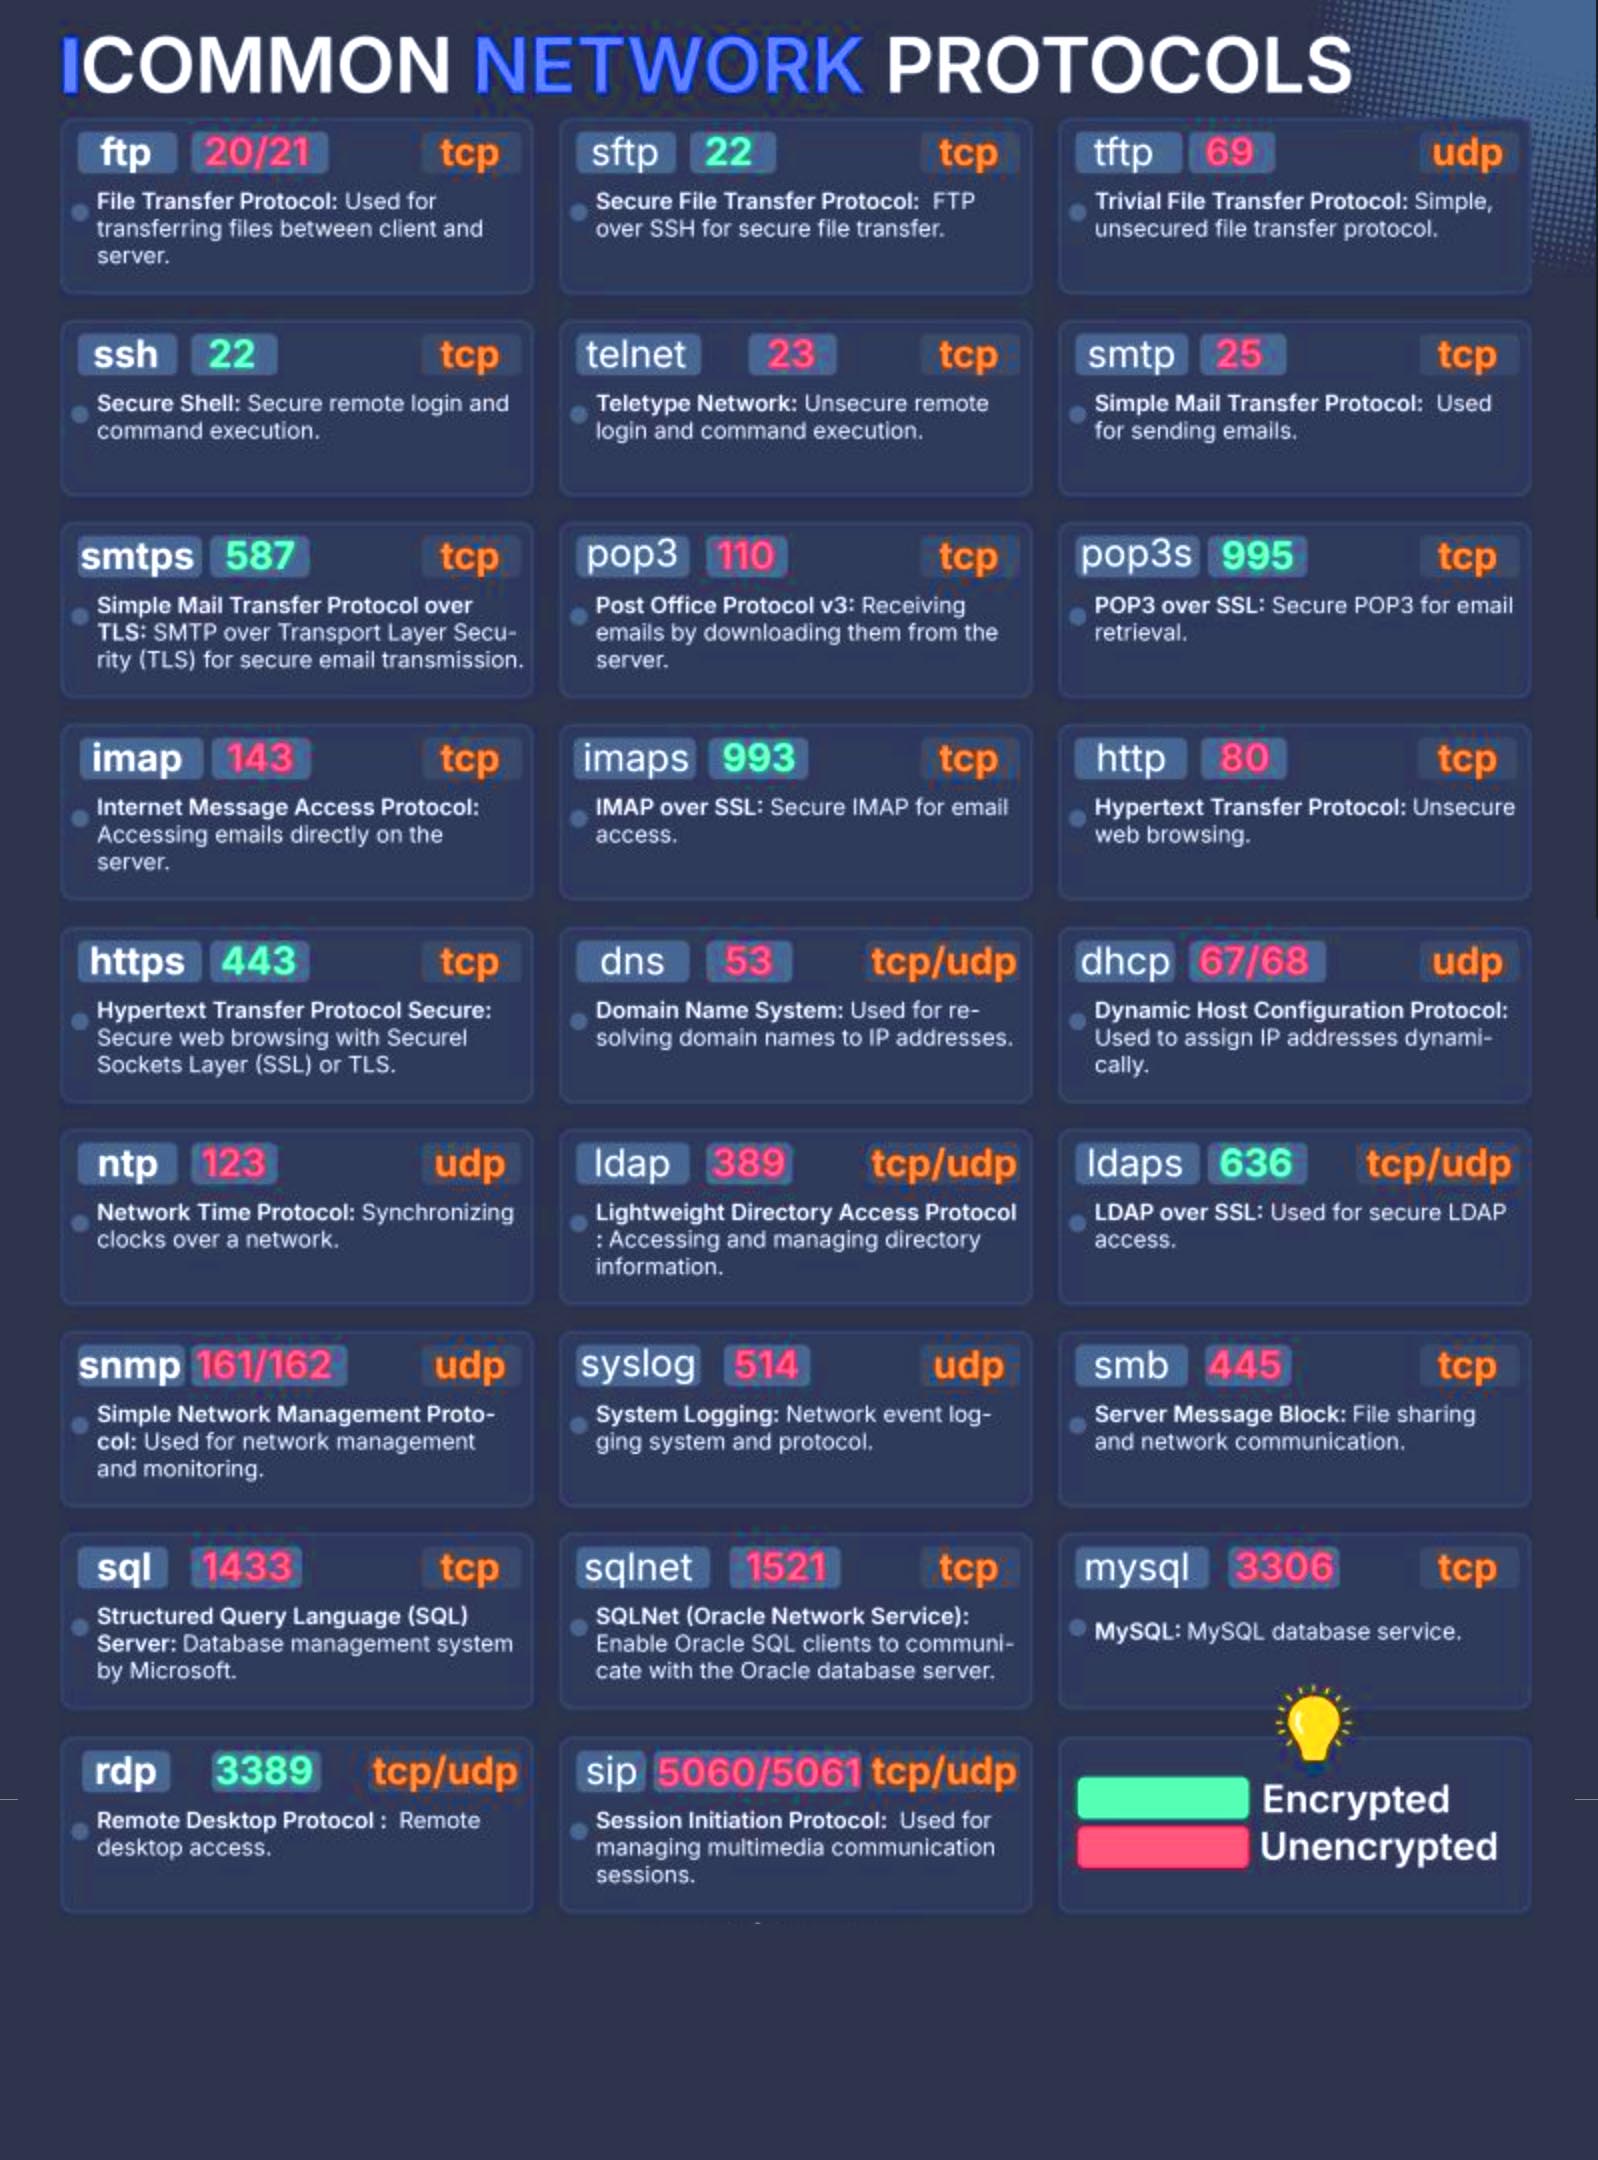 ICOMMON NETWORK PROTOCOLS
ftp 20/21 tcp
File Transfer Protocol: Used for
transferring files between client and
server.
sftp 22 tcp
Secure File Transfer Protocol: FTP
over SSH for secure file transfer.
tftp 69 udp
Trivial File Transfer Protocol: Simple,
unsecured file transfer protocol.
ssh 22 tcp
Secure Shell: Secure remote login and
command execution.
telnet 23 tcp
Teletype Network: Unsecure remote
login and command execution.
smtp 25 tcp
Simple Mail Transfer Protocol: Used
for sending emails.
smtps 587 tcp
Simple Mail Transfer Protocol over
TLS: SMTP over Transport Layer Secu-
rity (TLS) for secure email transmission.
pop3 110 tcp
Post Office Protocol v3: Receiving
emails by downloading them from the
server.
pop3s 995 tcp
POP3 over SSL: Secure POP3 for email
retrieval.
imap 143 tcp
Internet Message Access Protocol:
Accessing emails directly on the
server.
imaps 993 tcp
IMAP over SSL: Secure IMAP for email
access.
http 80 tcp
Hypertext Transfer Protocol: Unsecure
web browsing.
https 443 tcp
Hypertext Transfer Protocol Secure:
Secure web browsing with Securel
Sockets Layer (SSL) or TLS.
dns 53 tcp/udp
Domain Name System: Used for re-
solving domain names to IP addresses.
dhcp 67/68 udp
Dynamic Host Configuration Protocol:
Used to assign IP addresses dynami-
cally.
ntp 123 udp
Network Time Protocol: Synchronizing
clocks over a network.
ldap 389 tcp/udp
Lightweight Directory Access Protocol
: Accessing and managing directory
information.
ldaps 636 tcp/udp
LDAP over SSL: Used for secure LDAP
access.
snmp 161/162 udp
Simple Network Management Proto-
col: Used for network management
and monitoring.
syslog 514 udp
System Logging: Network event log-
ging system and protocol.
smb 445 tcp
Server Message Block: File sharing
and network communication.
sql 1433 tcp
Structured Query Language (SQL)
Server: Database management system
by Microsoft.
sqlnet 1521 tcp
SQLNet (Oracle Network Service):
Enable Oracle SQL clients to communi-
cate with the Oracle database server.
mysql 3306 tcp
MySQL: MySQL database service.
rdp 3389 tcp/udp
Remote Desktop Protocol : Remote
desktop access.
sip 5060/5061 tcp/udp
Session Initiation Protocol: Used for
managing multimedia communication
sessions.
Encrypted
Unencrypted